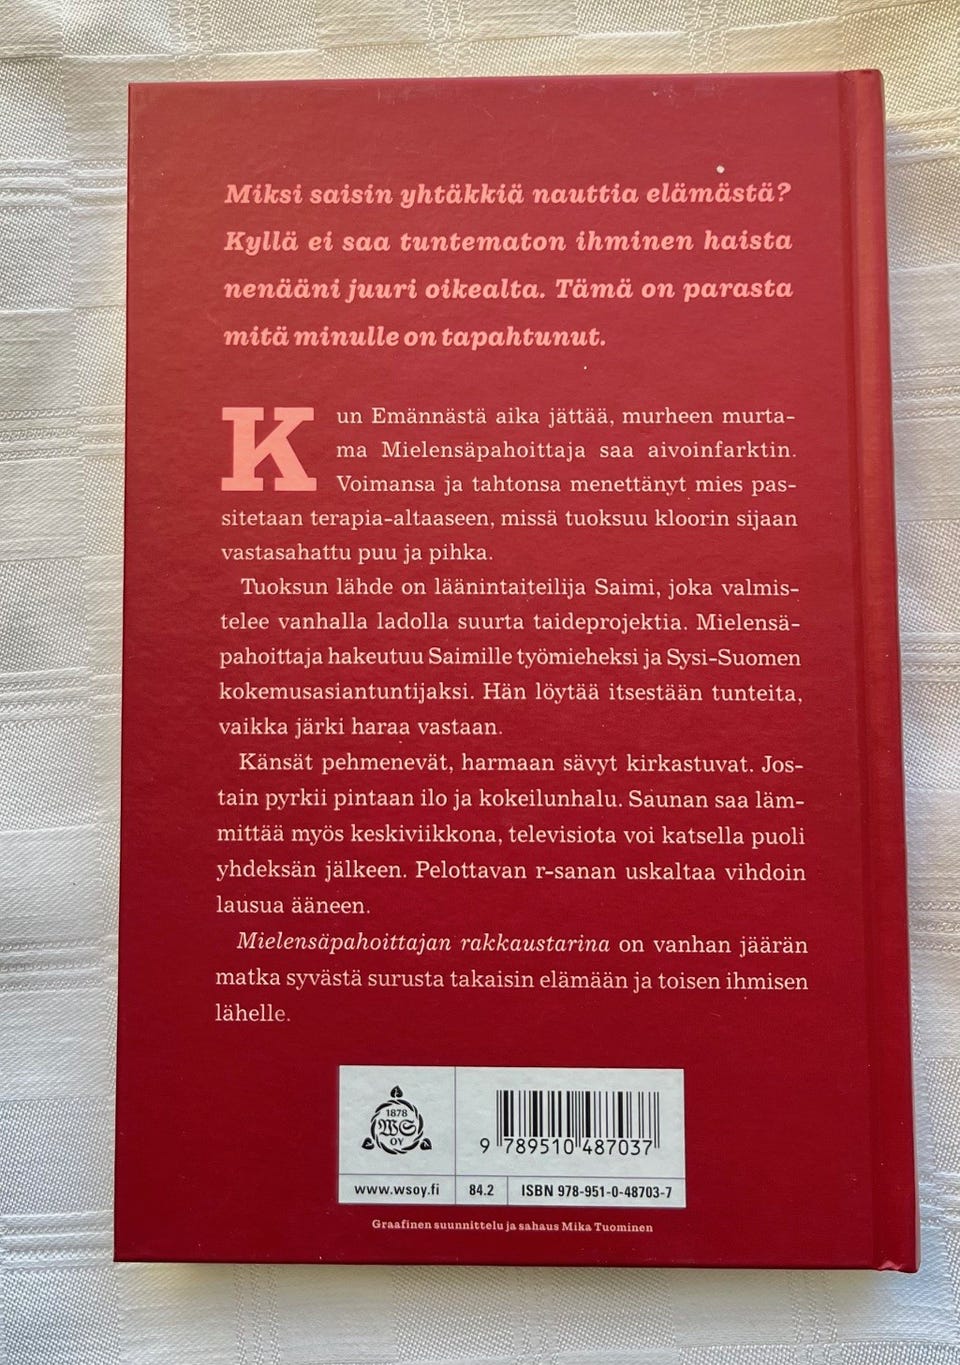 Miksi saisin yhtäkkiä nauttia elämästä?
Kyllä ei saa tuntematon ihminen haista
nenääni juuri oikealta. Tämä on parasta
mitä minulle on tapahtunut.
Kun Emännästä aika jättää, murheen murta-
ma Mielensäpahoittaja saa aivoinfarktin.
Voimansa ja tahtonsa menettänyt mies pas-
sitetaan terapia-altaaseen, missä tuoksuu kloorin sijaan
vastasahattu puu ja pihka.
Tuoksun lähde on läänintaiteilija Saimi, joka valmis-
telee vanhalla ladolla suurta taideprojektia. Mielensä-
pahoittaja hakeutuu Saimille työmieheksi ja Sysi-Suomen
kokemusasiantuntijaksi. Hän löytää itsestään tunteita,
vaikka järki haraa vastaan.
Känsät pehmenevät, harmaan sävyt kirkastuvat. Jos-
tain pyrkii pintaan ilo ja kokeilunhalu. Saunan saa läm-
mittää myös keskiviikkona, televisiota voi katsella puoli
yhdeksän jälkeen. Pelottavan r-sanan uskaltaa vihdoin
lausua ääneen.
Mielensäpahoittajan rakkaustarina on vanhan jäärän
matka syvästä surusta takaisin elämään ja toisen ihmisen
lähelle.
1878
WS
OY
9 789510 487037
www.wsoy.fi
84.2
ISBN 978-951-0-48703-7
Graafinen suunnittelu ja sahaus Mika Tuominen